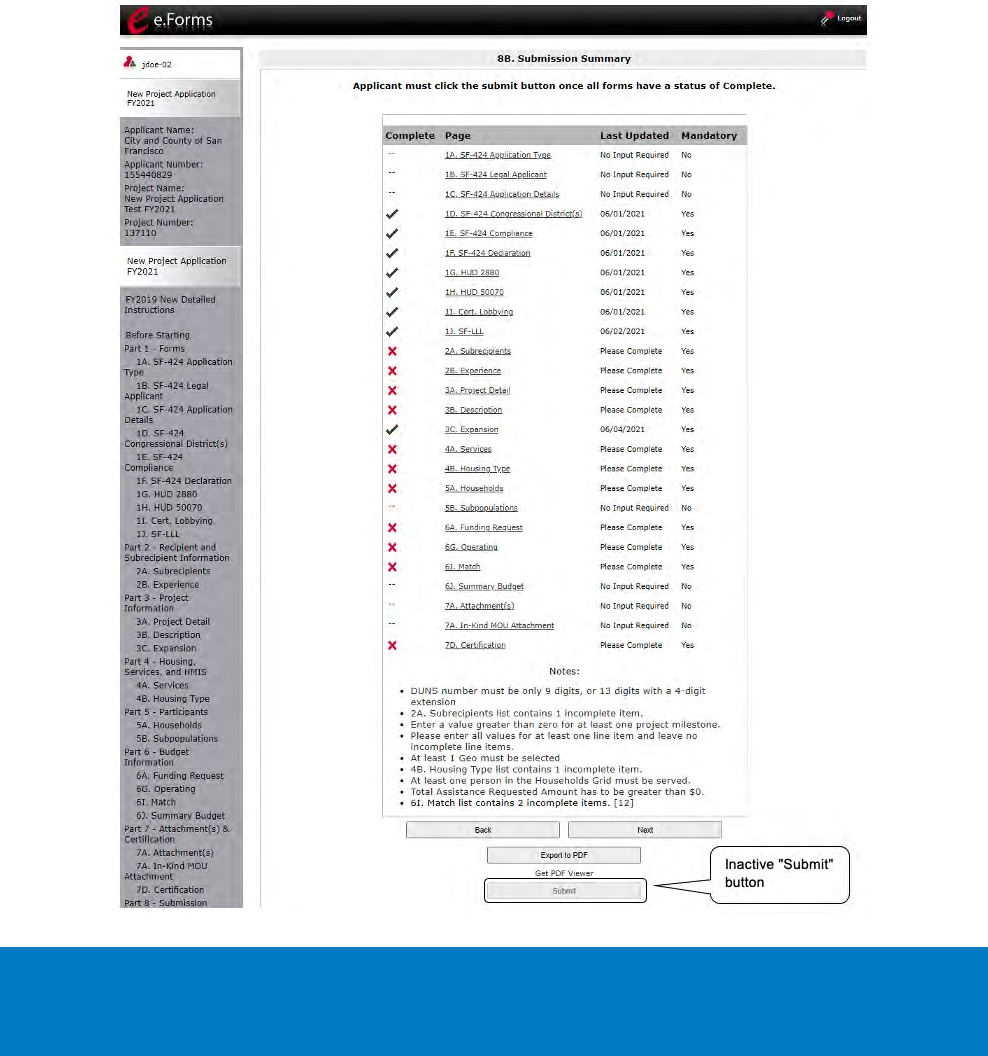 e e.Forms
Logout
jdoe-02
New Project Application
FY2021
Applicant Name:
City and County of San
Francisco
Applicant Number:
155440829
Project Name:
New Project Application
Test FY2021
Project Number:
137110
New Project Application
FY2021
FY2019 New Detailed
Instructions
Before Starting
Part 1 - Forms
1A. SF-424 Application
Type
1B. SF-424 Legal
Applicant
1C. SF-424 Application
Details
1D. SF-424
Congressional District(s)
1E. SF-424
Compliance
1F. SF-424 Declaration
1G. HUD 2880
1H. HUD 50070
1I. Cert. Lobbying
1J. SF-LLL
Part 2 - Recipient and
Subrecipient Information
2A. Subrecipients
2B. Experience
Part 3 - Project
Information
3A. Project Detail
3B. Description
3C. Expansion
Part 4 - Housing,
Services, and HMIS
4A. Services
4B. Housing Type
Part 5 - Participants
5A. Households
5B. Subpopulations
Part 6 - Budget
Information
6A. Funding Request
6G. Operating
6I. Match
6J. Summary Budget
Part 7 - Attachment(s) &
Certification
7A. Attachment(s)
7A. In-Kind MOU
Attachment
7D. Certification
Part 8 - Submission
8B. Submission Summary
Applicant must click the submit button once all forms have a status of Complete.
Complete Page Last Updated Mandatory
-- 1A. SF-424 Application Type No Input Required No
-- 1B. SF-424 Legal Applicant No Input Required No
-- 1C. SF-424 Application Details No Input Required No
✓ 1D. SF-424 Congressional District(s) 06/01/2021 Yes
✓ 1E. SF-424 Compliance 06/01/2021 Yes
✓ 1F. SF-424 Declaration 06/01/2021 Yes
✓ 1G. HUD 2880 06/01/2021 Yes
✓ 1H. HUD 50070 06/01/2021 Yes
✓ 1I. Cert. Lobbying 06/01/2021 Yes
✓ 1J. SF-LLL 06/02/2021 Yes
✗ 2A. Subrecipients Please Complete Yes
✗ 2B. Experience Please Complete Yes
✗ 3A. Project Detail Please Complete Yes
✗ 3B. Description Please Complete Yes
✓ 3C. Expansion 06/04/2021 Yes
✗ 4A. Services Please Complete Yes
✗ 4B. Housing Type Please Complete Yes
✗ 5A. Households Please Complete Yes
-- 5B. Subpopulations No Input Required No
✗ 6A. Funding Request Please Complete Yes
✗ 6G. Operating Please Complete Yes
✗ 6I. Match Please Complete Yes
-- 6J. Summary Budget No Input Required No
-- 7A. Attachment(s) No Input Required No
-- 7A. In-Kind MOU Attachment No Input Required No
✗ 7D. Certification Please Complete Yes
Notes:
• DUNS number must be only 9 digits, or 13 digits with a 4-digit
extension
• 2A. Subrecipients list contains 1 incomplete item.
• Enter a value greater than zero for at least one project milestone.
• Please enter all values for at least one line item and leave no
incomplete line items.
• At least 1 Geo must be selected
• 4B. Housing Type list contains 1 incomplete item.
• At least one person in the Households Grid must be served.
• Total Assistance Requested Amount has to be greater than $0.
• 6I. Match list contains 2 incomplete items. [12]
Back Next
Export to PDF
Get PDF Viewer
Submit
Inactive "Submit"
button